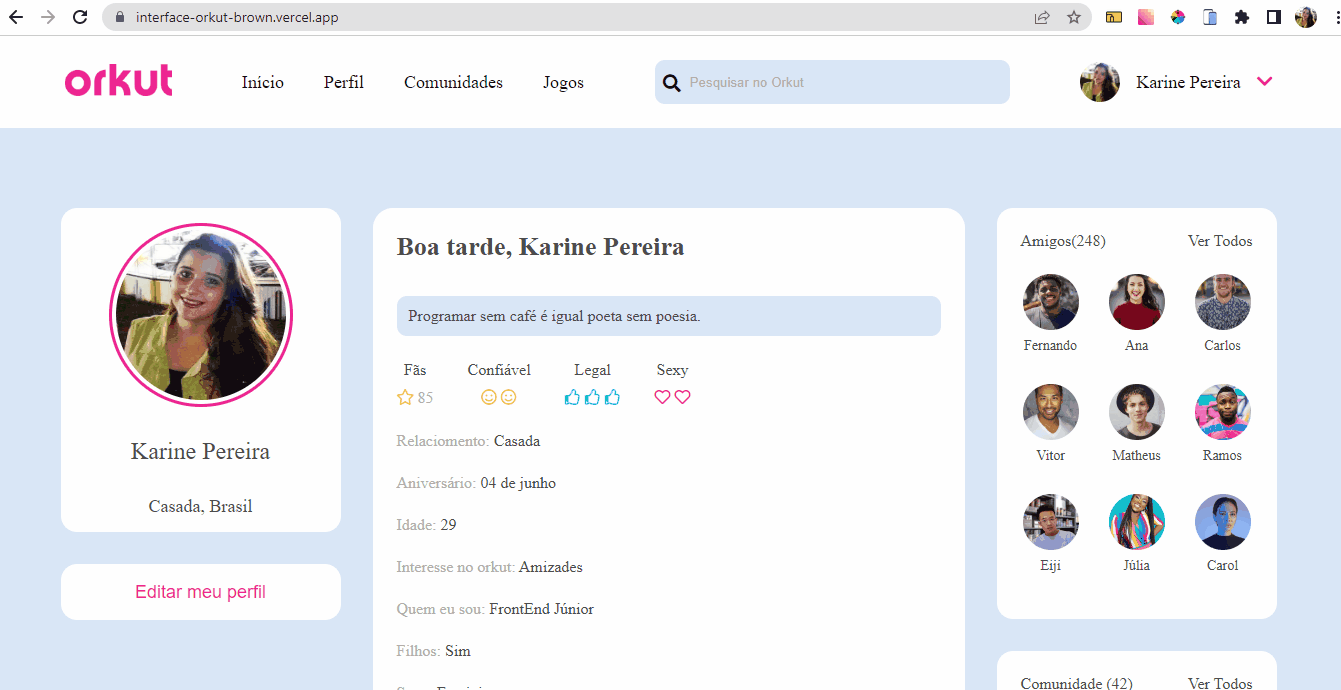 interface-orkut-brown.vercel.app
orkut
Início Perfil Comunidades Jogos
Pesquisar no Orkut
Karine Pereira
Karine Pereira
Casada, Brasil
Editar meu perfil
Boa tarde, Karine Pereira
Programar sem café é igual poeta sem poesia.
Fãs Confiável Legal Sexy
85
Relaciomento: Casada
Aniversário: 04 de junho
Idade: 29
Interesse no orkut: Amizades
Quem eu sou: FrontEnd Júnior
Filhos: Sim
Amigos(248) Ver Todos
Fernando Ana Carlos
Vitor Matheus Ramos
Eiji Júlia Carol
Comunidade (42) Ver Todos